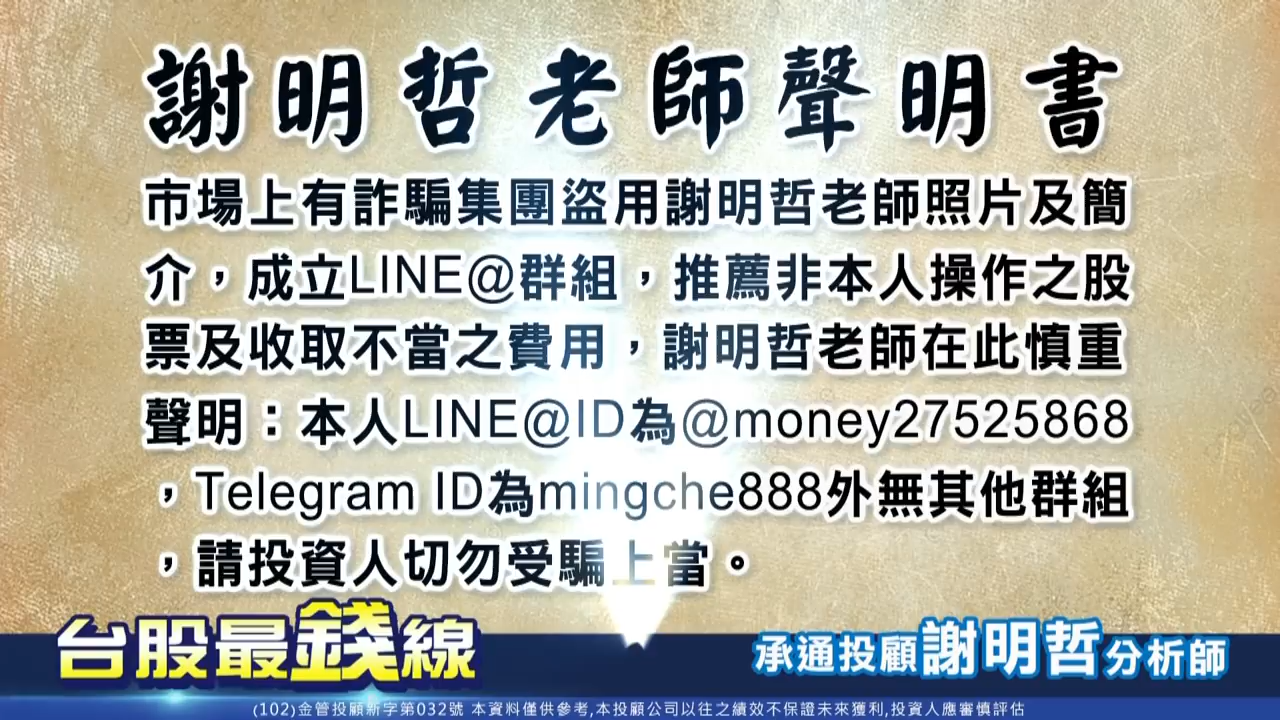 謝明哲老師聲明書
市場上有詐騙集團盜用謝明哲老師照片及簡
介，成立LINE@群組，推薦非本人操作之股
票及收取不當之費用，謝明哲老師在此慎重
聲明：本人LINE@ID為@money27525868
，Telegram ID為mingche888外無其他群組
，請投資人切勿受騙上當。
台股最錢線
承通投顧謝明哲分析師
(102)金管投顧新字第032號 本資料僅供參考,本投顧公司以往之績效不保證未來獲利,投資人應審慎評估